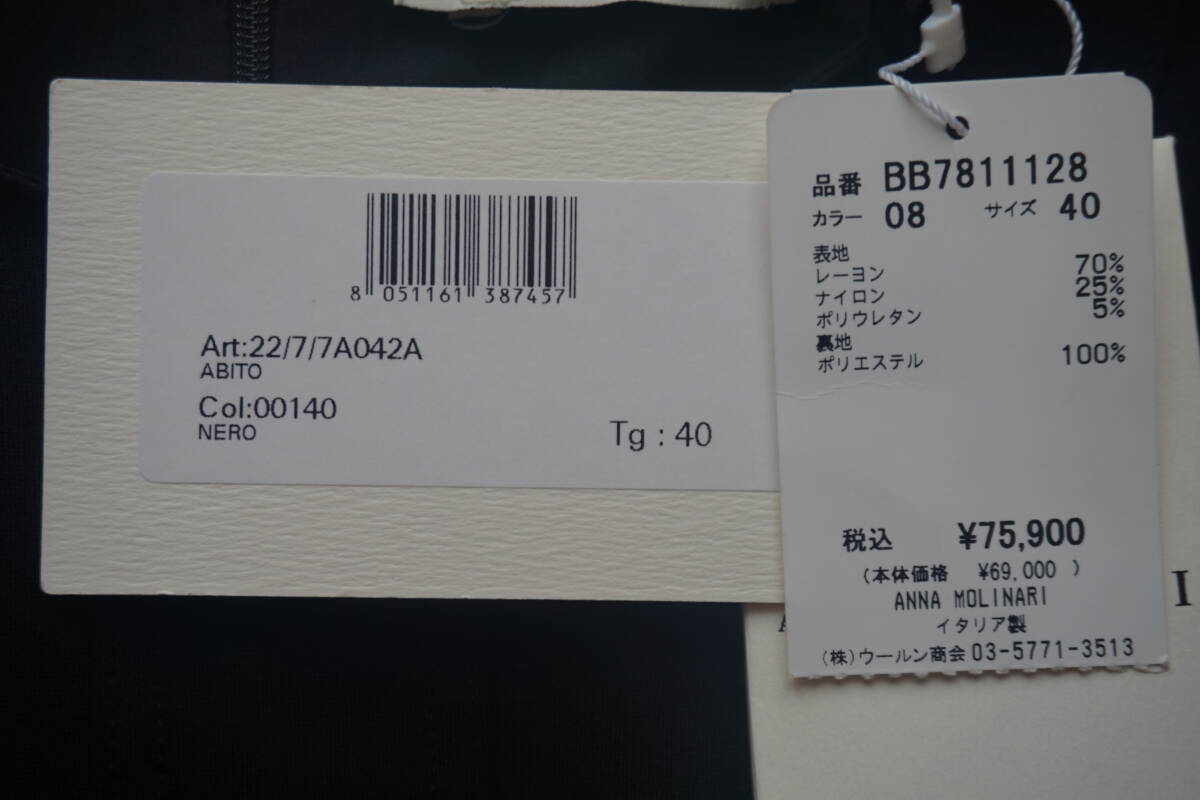 8 051161 387457
Art:22/7/7A042A
ABITO
Col:00140
NERO
Tg : 40
品番 BB7811128
カラー 08 サイズ 40
表地
レーヨン 70%
ナイロン 25%
ポリウレタン 5%
裏地
ポリエステル 100%
税込 ¥75,900
(本体価格 ¥69,000 )
ANNA MOLINARI
イタリア製
(株)ウールン商会 03-5771-3513
I